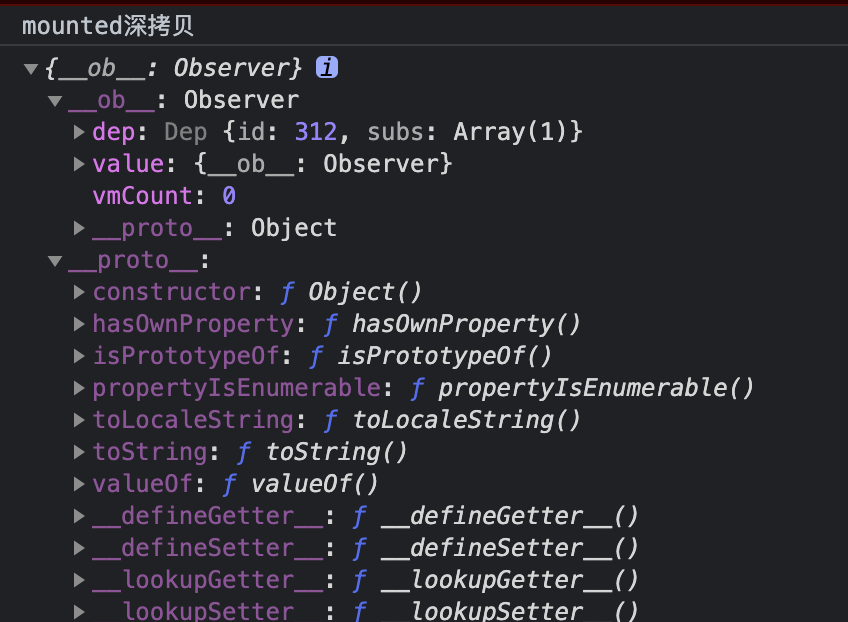 mounted深拷贝
▼{__ob__: Observer} i
▼__ob__: Observer
▶dep: Dep {id: 312, subs: Array(1)}
▶value: {__ob__: Observer}
vmCount: 0
▶__proto__: Object
▼__proto__:
▶constructor: ƒ Object()
▶hasOwnProperty: ƒ hasOwnProperty()
▶isPrototypeOf: ƒ isPrototypeOf()
▶propertyIsEnumerable: ƒ propertyIsEnumerable()
▶toLocaleString: ƒ toLocaleString()
▶toString: ƒ toString()
▶valueOf: ƒ valueOf()
▶__defineGetter__: ƒ __defineGetter__()
▶__defineSetter__: ƒ __defineSetter__()
▶__lookupGetter__: ƒ __lookupGetter__()
▶__lookupSetter__: ƒ __lookupSetter__()